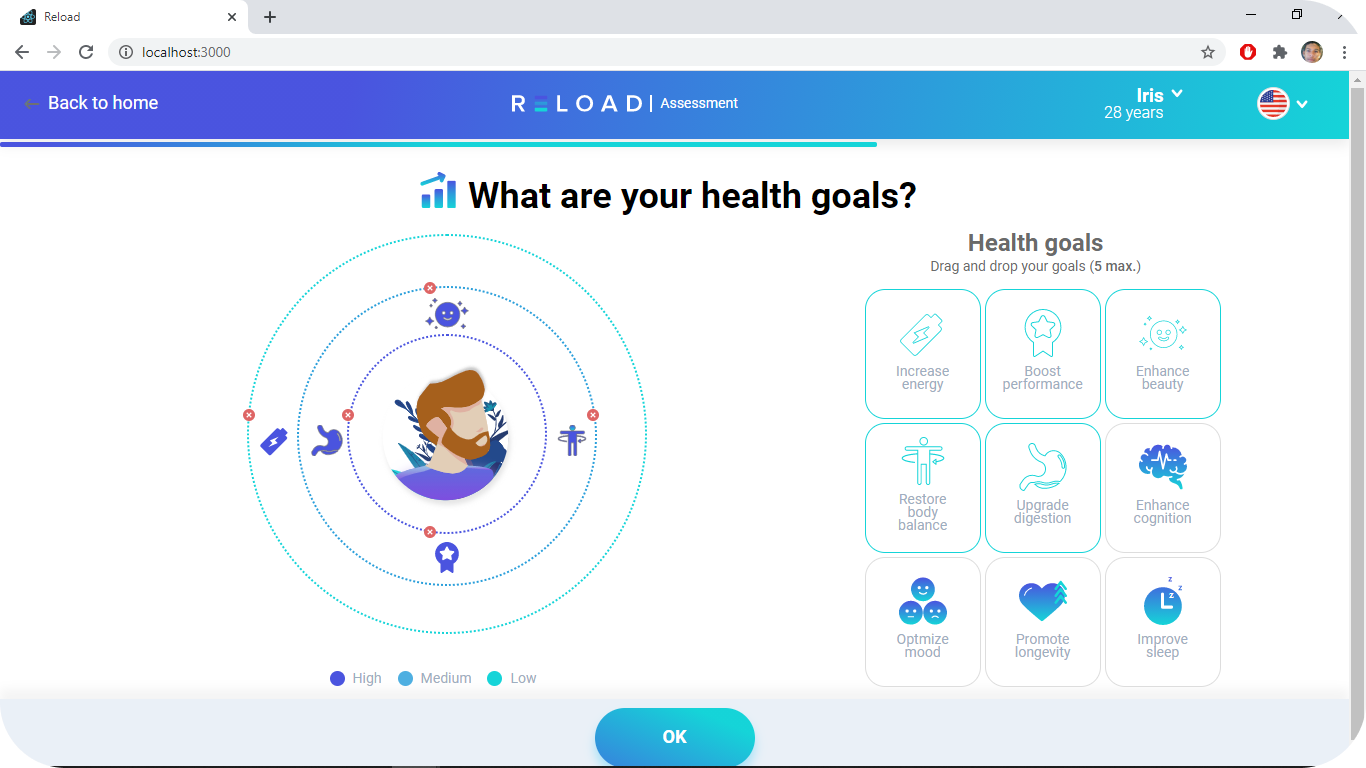 Reload
localhost:3000
Back to home
RELOAD | Assessment
Iris
28 years
What are your health goals?
Health goals
Drag and drop your goals (5 max.)
Increase
energy
Boost
performance
Enhance
beauty
Restore
body
balance
Upgrade
digestion
Enhance
cognition
Optmize
mood
Promote
longevity
z
z
z
Improve
sleep
High
Medium
Low
OK